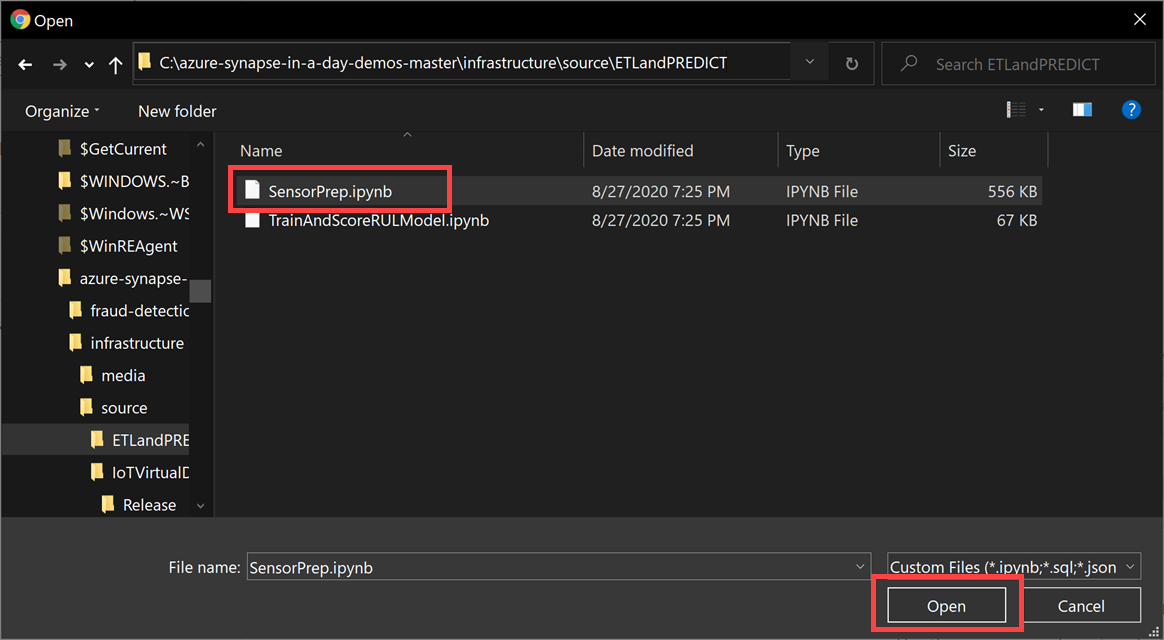 Open
C:\azure-synapse-in-a-day-demos-master\infrastructure\source\ETLandPREDICT
Search ETLandPREDICT
Organize
New folder
?
$GetCurrent
$WINDOWS.~B
$Windows.~WS
$WinREAgent
azure-synapse-
fraud-detectic
infrastructure
media
source
ETLandPRE
IoTVirtualD
Release
Name Date modified Type Size
SensorPrep.ipynb 8/27/2020 7:25 PM IPYNB File 556 KB
TrainAndScoreRULModel.ipynb 8/27/2020 7:25 PM IPYNB File 67 KB
File name: SensorPrep.ipynb Custom Files (*.ipynb;*.sql;*.json
Open Cancel